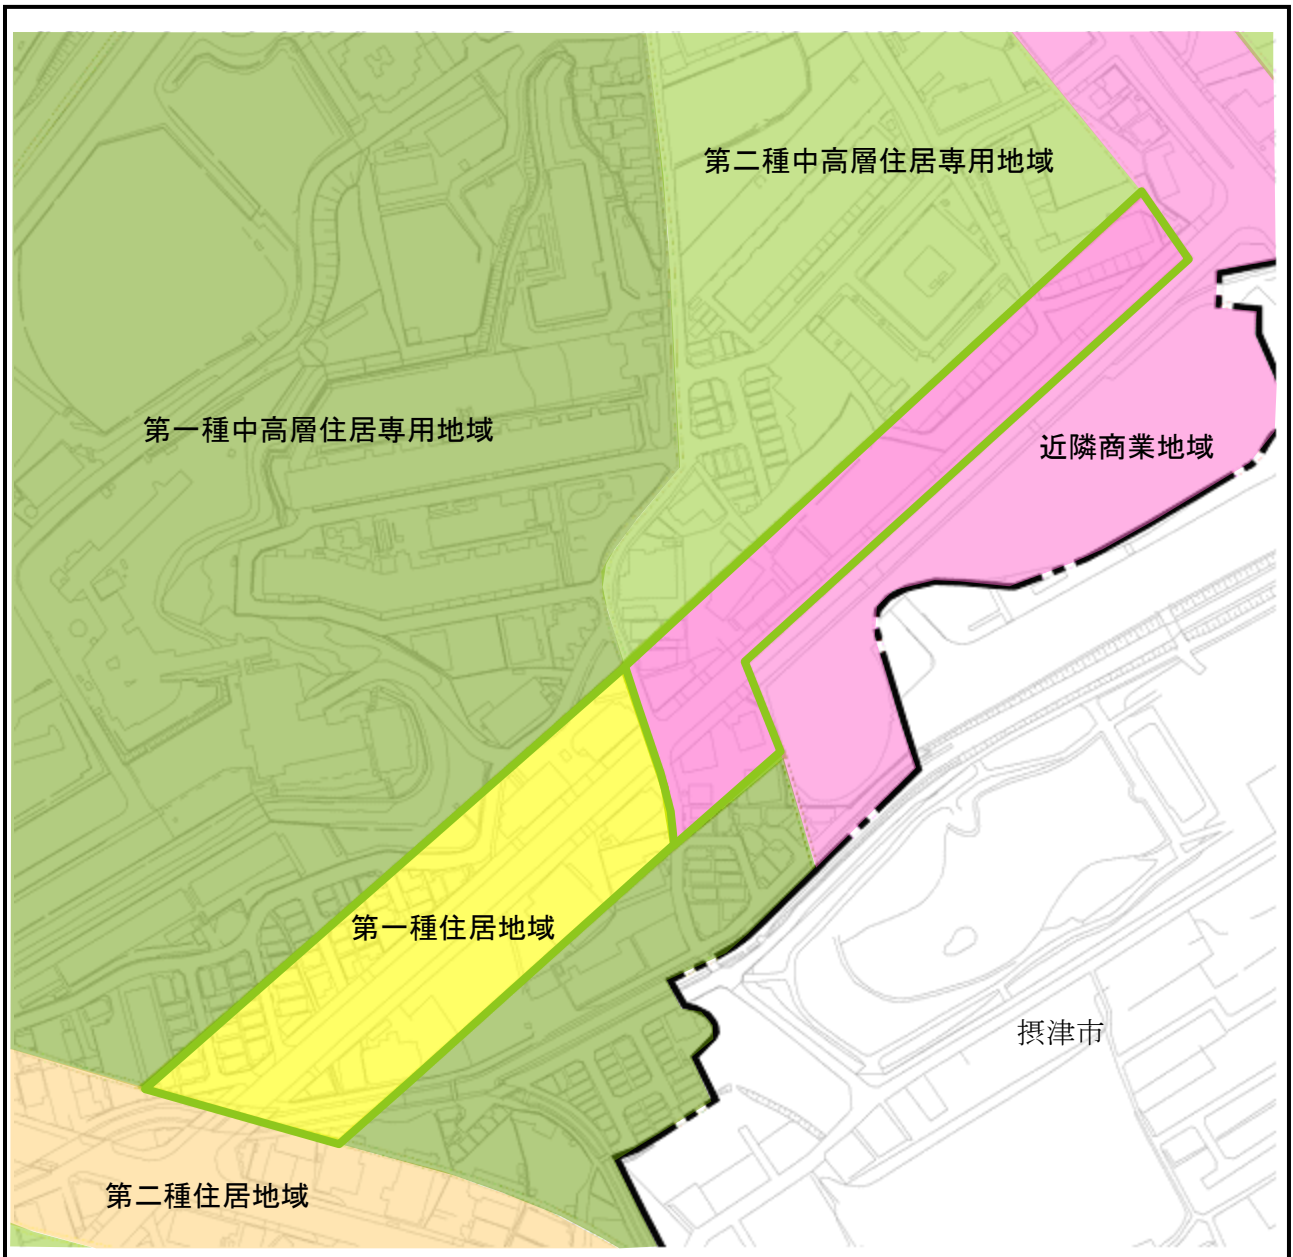 第二種中高層住居専用地域
第一種中高層住居専用地域
近隣商業地域
第一種住居地域
摂津市
第二種住居地域